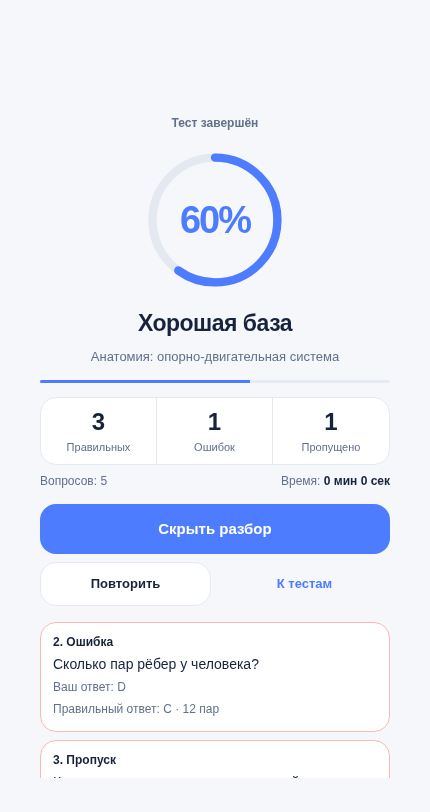 Тест завершён
60%
Хорошая база
Анатомия: опорно-двигательная система
3
Правильных
1
Ошибок
1
Пропущено
Вопросов: 5
Время: 0 мин 0 сек
Скрыть разбор
Повторить
К тестам
2. Ошибка
Сколько пар рёбер у человека?
Ваш ответ: D
Правильный ответ: C · 12 пар
3. Пропуск